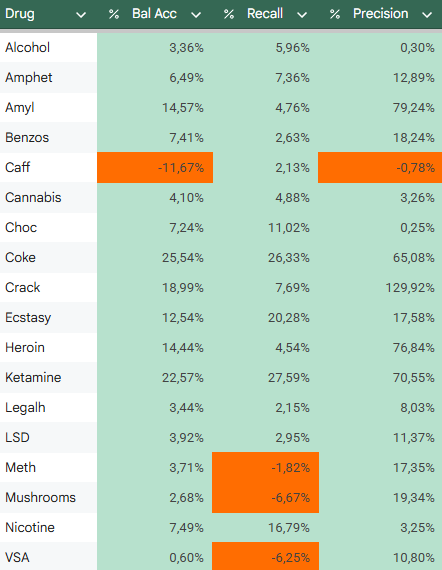 Drug % Bal Acc % Recall % Precision
Alcohol 3,36% 5,96% 0,30%
Amphet 6,49% 7,36% 12,89%
Amyl 14,57% 4,76% 79,24%
Benzos 7,41% 2,63% 18,24%
Caff -11,67% 2,13% -0,78%
Cannabis 4,10% 4,88% 3,26%
Choc 7,24% 11,02% 0,25%
Coke 25,54% 26,33% 65,08%
Crack 18,99% 7,69% 129,92%
Ecstasy 12,54% 20,28% 17,58%
Heroin 14,44% 4,54% 76,84%
Ketamine 22,57% 27,59% 70,55%
Legalh 3,44% 2,15% 8,03%
LSD 3,92% 2,95% 11,37%
Meth 3,71% -1,82% 17,35%
Mushrooms 2,68% -6,67% 19,34%
Nicotine 7,49% 16,79% 3,25%
VSA 0,60% -6,25% 10,80%